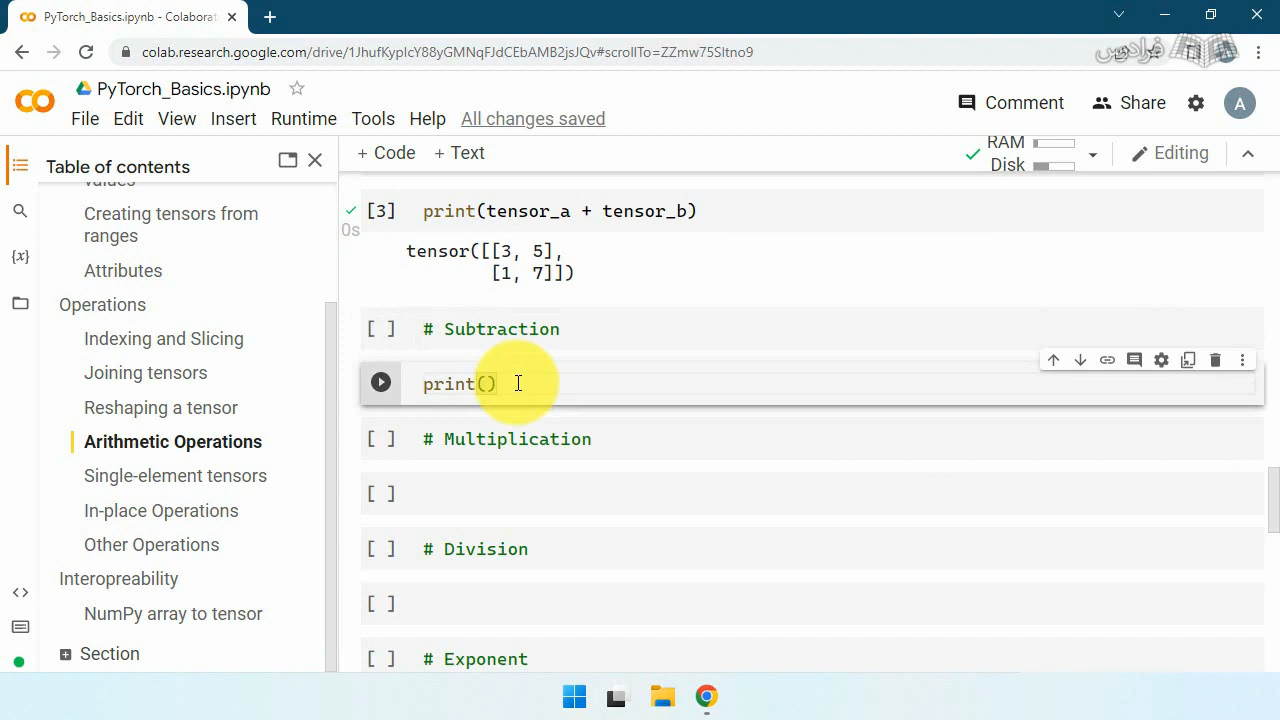 PyTorch_Basics.ipynb - Colaborat
colab.research.google.com/drive/1JhufKyplcY88yGMNqFJdCEbAMB2jsJQv#scrollTo=ZZmw75Sltno9
فرادرس
PyTorch_Basics.ipynb
File Edit View Insert Runtime Tools Help All changes saved
Comment Share A
Table of contents
+ Code + Text
RAM
Disk
Editing
values
Creating tensors from
ranges
Attributes
Operations
Indexing and Slicing
Joining tensors
Reshaping a tensor
Arithmetic Operations
Single-element tensors
In-place Operations
Other Operations
Interopreability
NumPy array to tensor
Section
[3] print(tensor_a + tensor_b)
0s
tensor([[3, 5],
[1, 7]])
[ ] # Subtraction
print()
[ ] # Multiplication
[ ]
[ ] # Division
[ ]
[ ] # Exponent